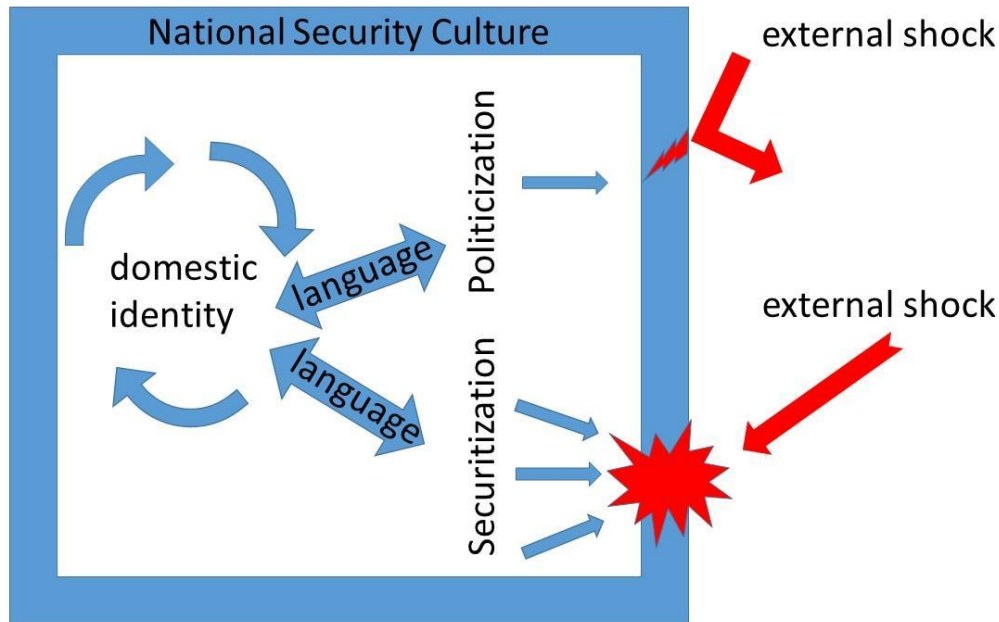 National Security Culture
external shock
Politicization
language
domestic
identity
external shock
language
Securitization